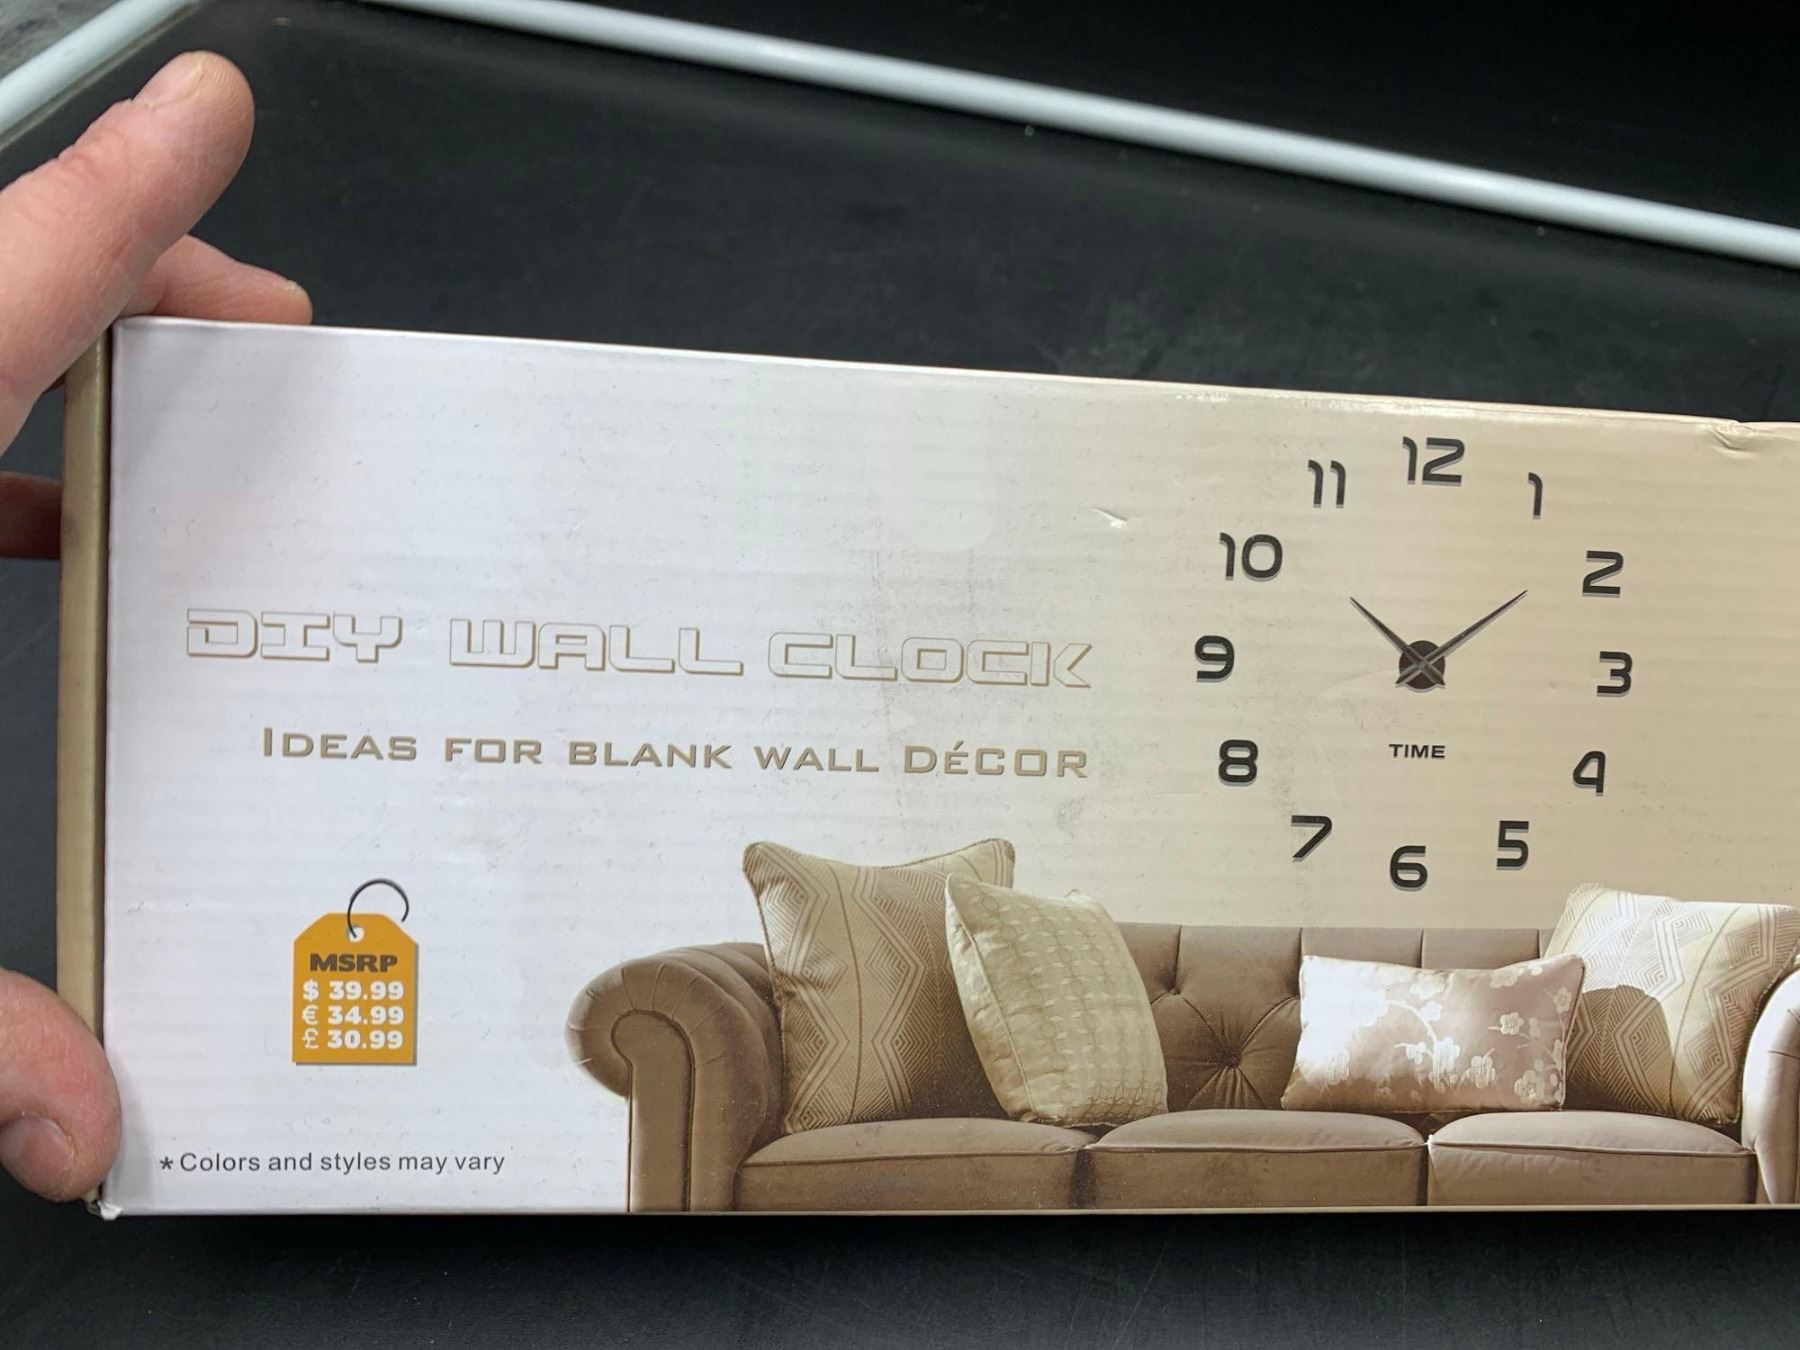 DIY WALL CLOCK
IDEAS FOR BLANK WALL DÉCOR
MSRP
$ 39.99
€ 34.99
£ 30.99
*Colors and styles may vary
12
11 1
10 2
9 3
TIME
8 4
7 5
6